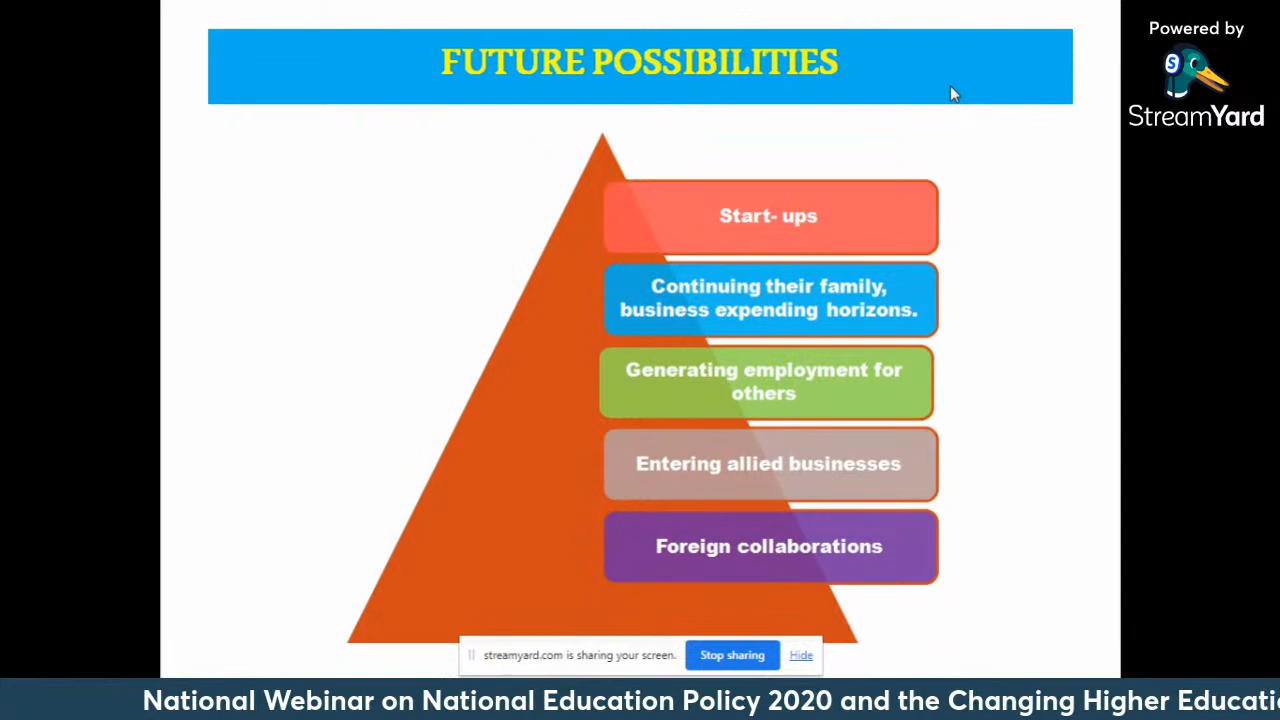 Powered by
StreamYard
FUTURE POSSIBILITIES
Start- ups
Continuing their family,
business expending horizons.
Generating employment for
others
Entering allied businesses
Foreign collaborations
streamyard.com is sharing your screen.
Stop sharing
Hide
National Webinar on National Education Policy 2020 and the Changing Higher Educati